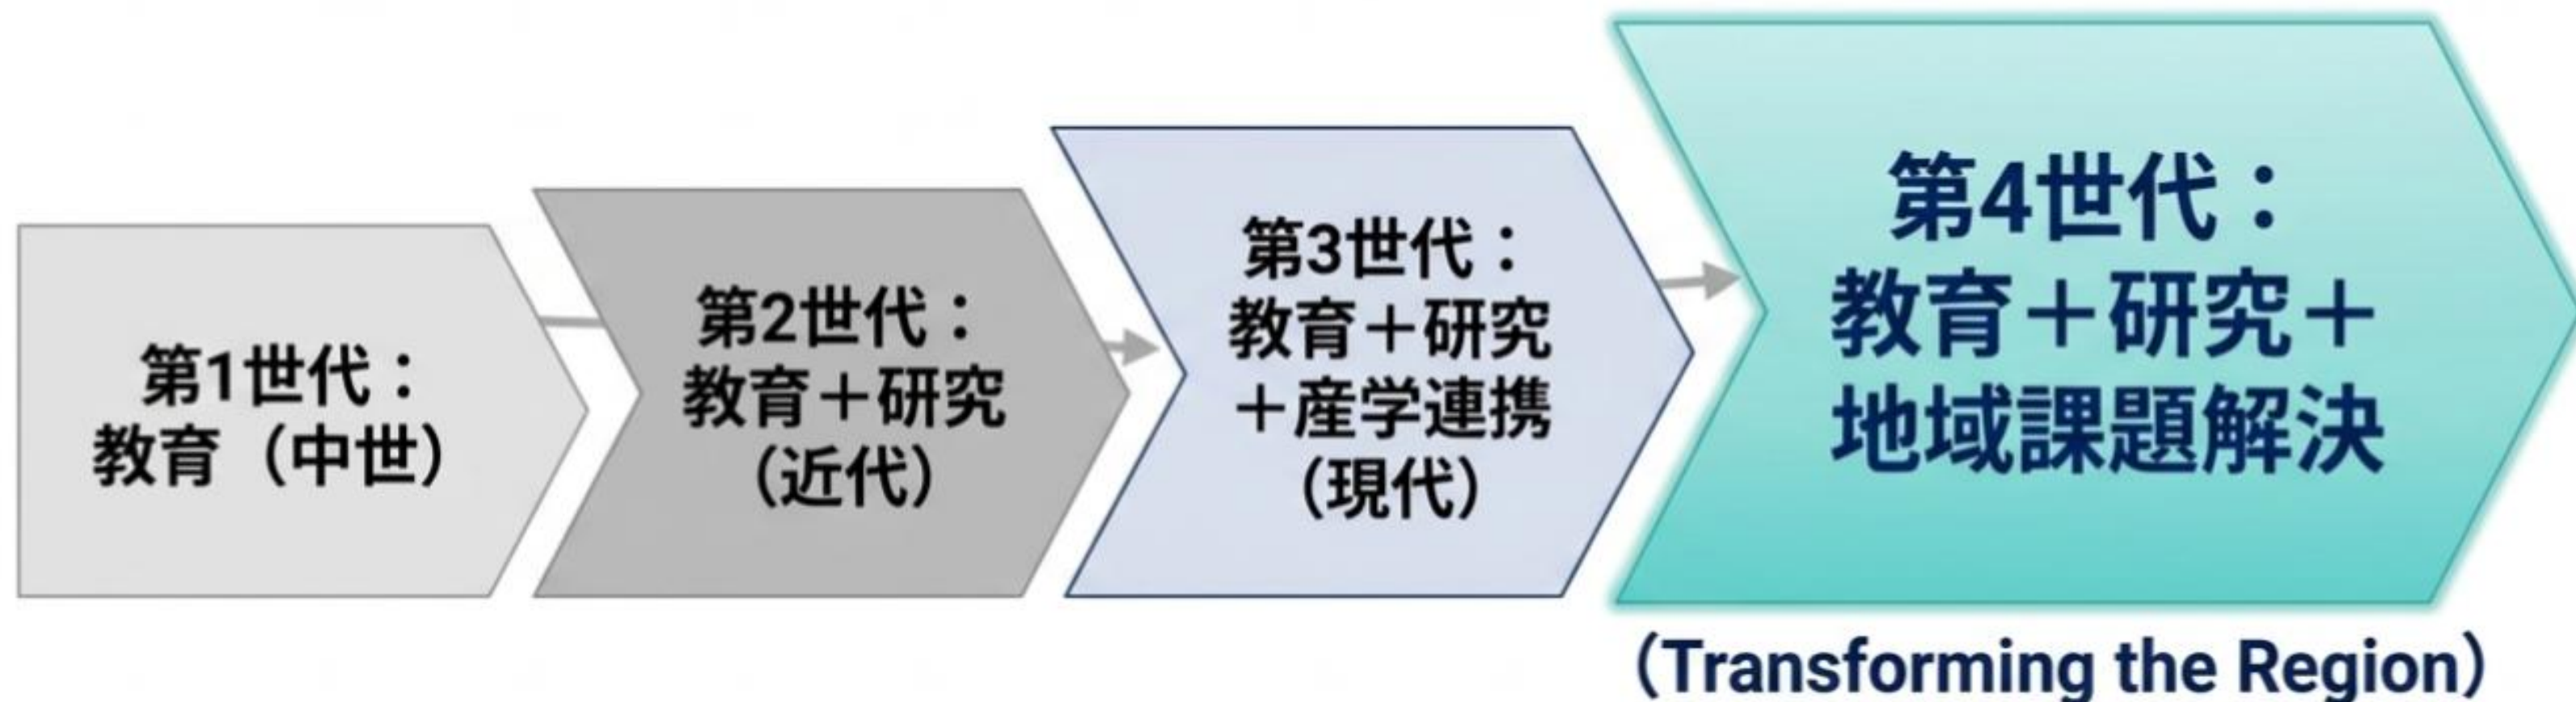 第1世代：
教育（中世）
第2世代：
教育＋研究
（近代）
第3世代：
教育＋研究
＋産学連携
（現代）
第4世代：
教育＋研究＋
地域課題解決
（Transforming the Region）